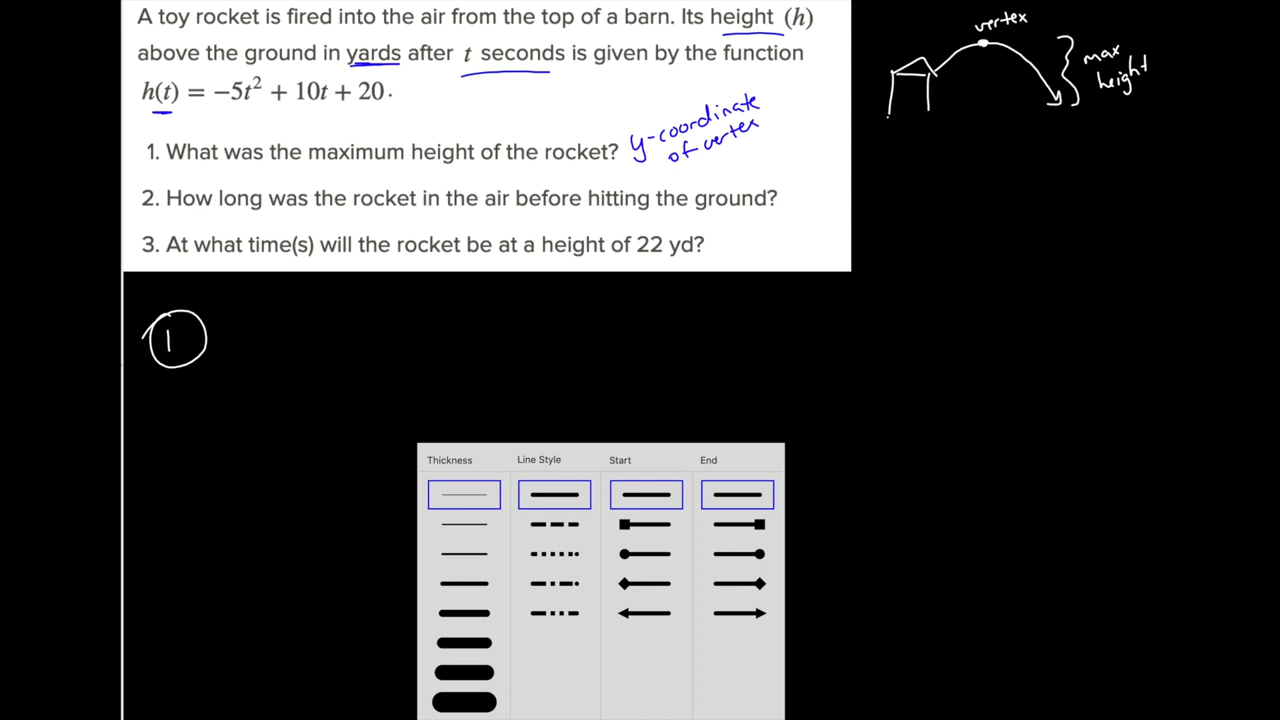 A toy rocket is fired into the air from the top of a barn. Its height (h)
above the ground in yards after t seconds is given by the function
h(t) = −5t² + 10t + 20.
1. What was the maximum height of the rocket?
y-coordinate
of vertex
2. How long was the rocket in the air before hitting the ground?
3. At what time(s) will the rocket be at a height of 22 yd?
vertex
max
height
1
Thickness Line Style Start End